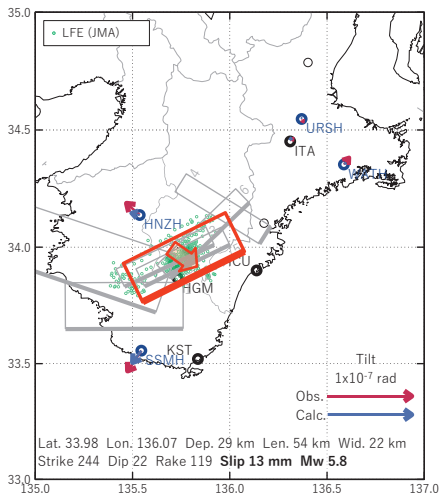 35.0
LFE (JMA)
URSH
34.5
ITA
HNZH
34.0
ICU
HGM
KST
33.5
SSMH
Tilt
1x10-7 rad
Obs.
Calc.
Lat. 33.98 Lon. 136.07 Dep. 29 km Len. 54 km Wid. 22 km
Strike 244 Dip 22 Rake 119 Slip 13 mm Mw 5.8
33.0
135.0 135.5 136.0 136.5 137.0